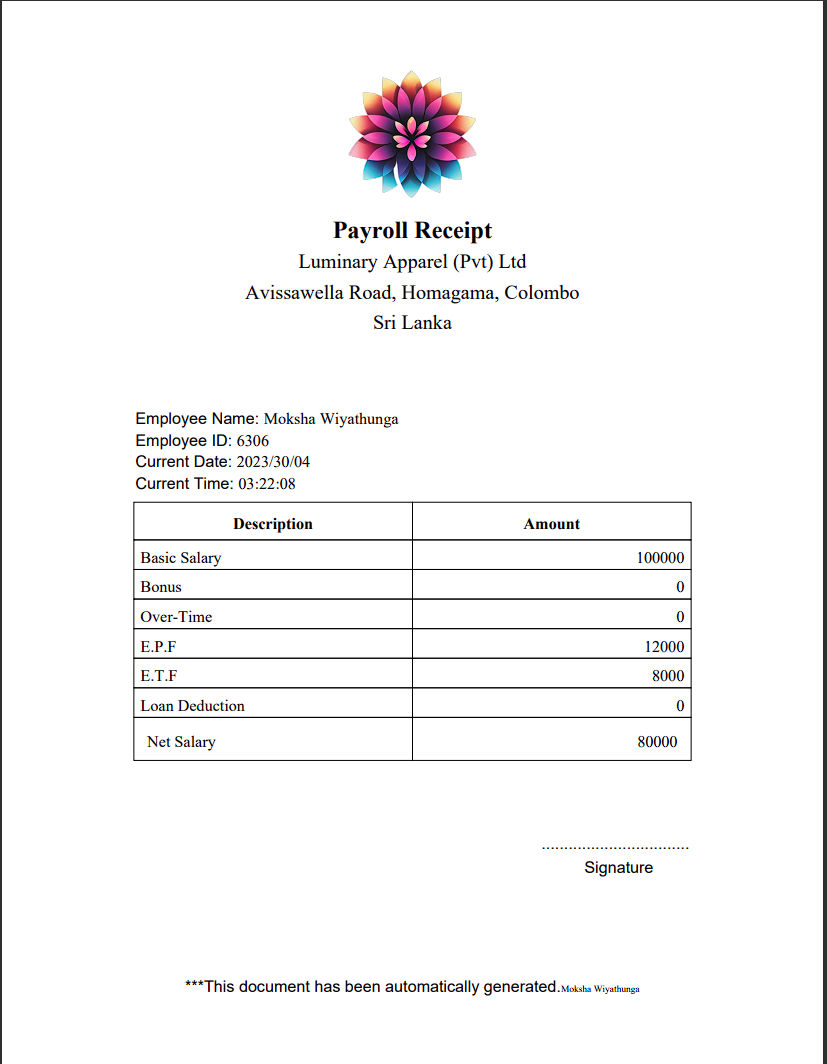 Payroll Receipt
Luminary Apparel (Pvt) Ltd
Avissawella Road, Homagama, Colombo
Sri Lanka
Employee Name: Moksha Wiyathunga
Employee ID: 6306
Current Date: 2023/30/04
Current Time: 03:22:08
Description Amount
Basic Salary 100000
Bonus 0
Over-Time 0
E.P.F 12000
E.T.F 8000
Loan Deduction 0
Net Salary 80000
.................................
Signature
***This document has been automatically generated.Moksha Wiyathunga